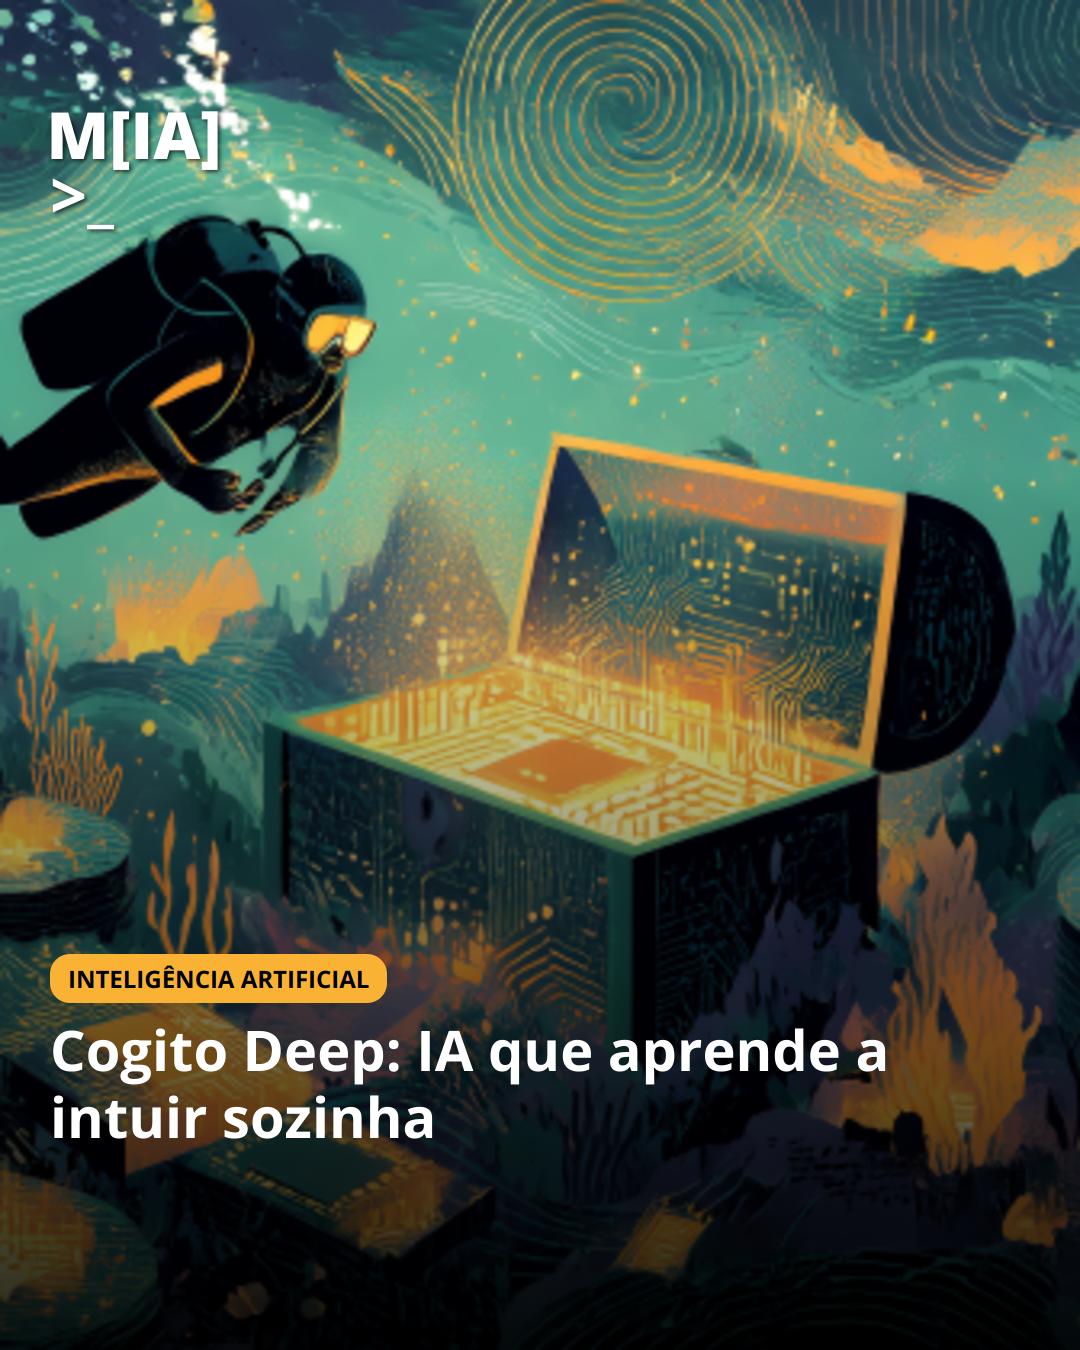 M[IA]
>_
INTELIGÊNCIA ARTIFICIAL
Cogito Deep: IA que aprende a
intuir sozinha